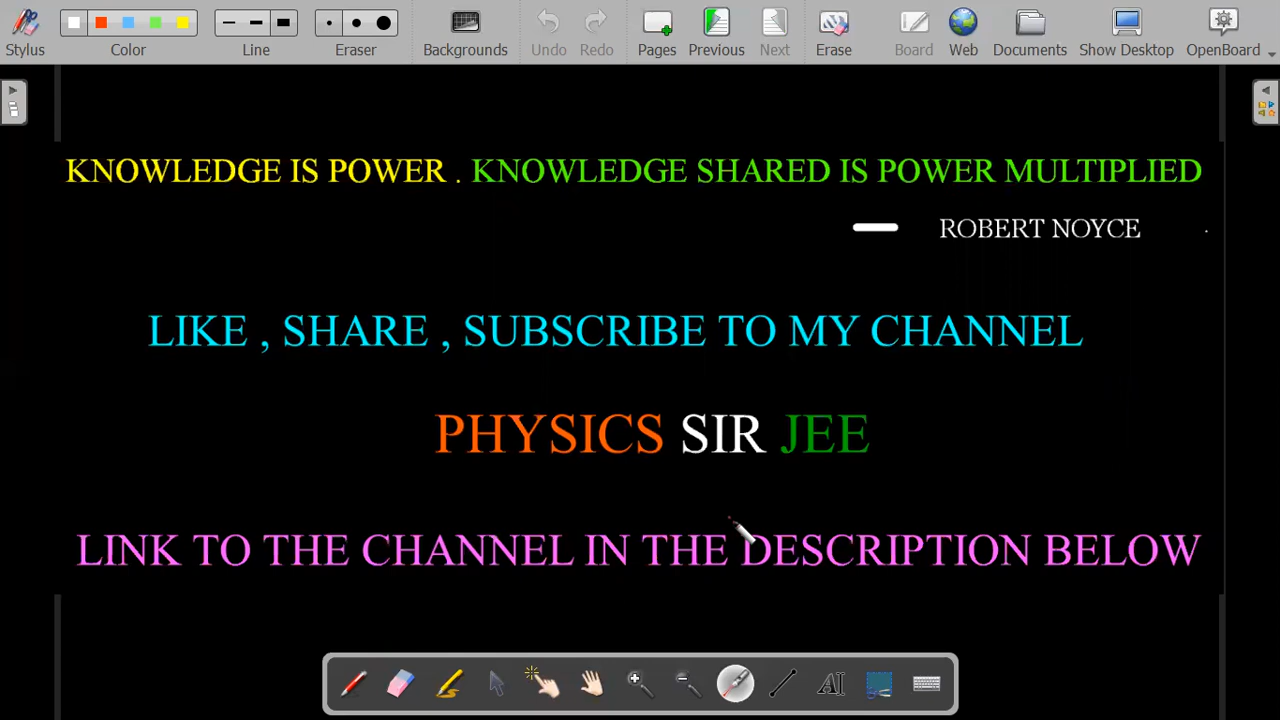 Stylus Color Line Eraser Backgrounds Undo Redo Pages Previous Next Erase Board Web Documents Show Desktop OpenBoard
KNOWLEDGE IS POWER . KNOWLEDGE SHARED IS POWER MULTIPLIED
— ROBERT NOYCE .
LIKE , SHARE , SUBSCRIBE TO MY CHANNEL
PHYSICS SIR JEE
LINK TO THE CHANNEL IN THE DESCRIPTION BELOW
AI